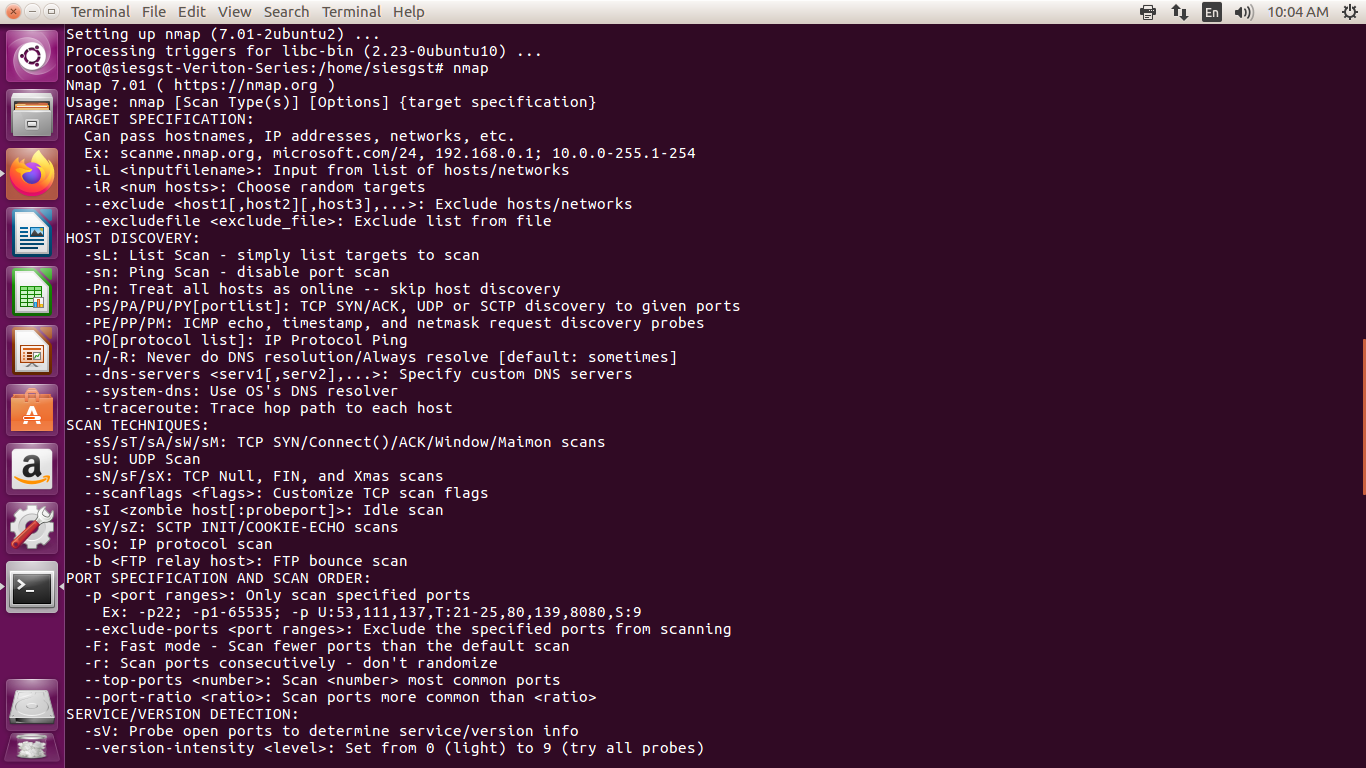 Terminal File Edit View Search Terminal Help En 10:04 AM
Setting up nmap (7.01-2ubuntu2) ...
Processing triggers for libc-bin (2.23-0ubuntu10) ...
root@siesgst-Veriton-Series:/home/siesgst# nmap
Nmap 7.01 ( https://nmap.org )
Usage: nmap [Scan Type(s)] [Options] {target specification}
TARGET SPECIFICATION:
  Can pass hostnames, IP addresses, networks, etc.
  Ex: scanme.nmap.org, microsoft.com/24, 192.168.0.1; 10.0.0-255.1-254
  -iL <inputfilename>: Input from list of hosts/networks
  -iR <num hosts>: Choose random targets
  --exclude <host1[,host2][,host3],...>: Exclude hosts/networks
  --excludefile <exclude_file>: Exclude list from file
HOST DISCOVERY:
  -sL: List Scan - simply list targets to scan
  -sn: Ping Scan - disable port scan
  -Pn: Treat all hosts as online -- skip host discovery
  -PS/PA/PU/PY[portlist]: TCP SYN/ACK, UDP or SCTP discovery to given ports
  -PE/PP/PM: ICMP echo, timestamp, and netmask request discovery probes
  -PO[protocol list]: IP Protocol Ping
  -n/-R: Never do DNS resolution/Always resolve [default: sometimes]
  --dns-servers <serv1[,serv2],...>: Specify custom DNS servers
  --system-dns: Use OS's DNS resolver
  --traceroute: Trace hop path to each host
SCAN TECHNIQUES:
  -sS/sT/sA/sW/sM: TCP SYN/Connect()/ACK/Window/Maimon scans
  -sU: UDP Scan
  -sN/sF/sX: TCP Null, FIN, and Xmas scans
  --scanflags <flags>: Customize TCP scan flags
  -sI <zombie host[:probeport]>: Idle scan
  -sY/sZ: SCTP INIT/COOKIE-ECHO scans
  -sO: IP protocol scan
  -b <FTP relay host>: FTP bounce scan
PORT SPECIFICATION AND SCAN ORDER:
  -p <port ranges>: Only scan specified ports
    Ex: -p22; -p1-65535; -p U:53,111,137,T:21-25,80,139,8080,S:9
  --exclude-ports <port ranges>: Exclude the specified ports from scanning
  -F: Fast mode - Scan fewer ports than the default scan
  -r: Scan ports consecutively - don't randomize
  --top-ports <number>: Scan <number> most common ports
  --port-ratio <ratio>: Scan ports more common than <ratio>
SERVICE/VERSION DETECTION:
  -sV: Probe open ports to determine service/version info
  --version-intensity <level>: Set from 0 (light) to 9 (try all probes)